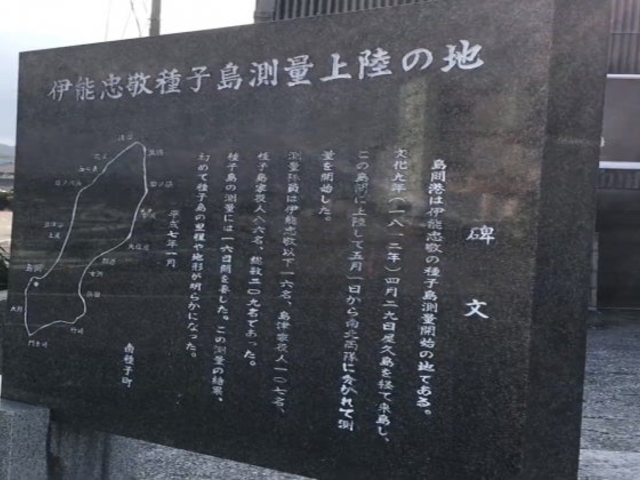 伊能忠敬種子島測量上陸の地
碑文
島間港は伊能忠敬の種子島測量開始の地である。
文化九年(一八一二年)四月二九日屋久島を経て来島し、
この島間に上陸して五月一日から南北両隊に分かれて測
量を開始した。
測量隊員は伊能忠敬以下一六名、島津家役人一〇七名、
種子島家役人八六名、総数二〇九名であった。
種子島の測量には一六日間を要した。この測量の結果、
初めて種子島の里程や地形が明らかになった。
平成七年一月
南種子町
島間